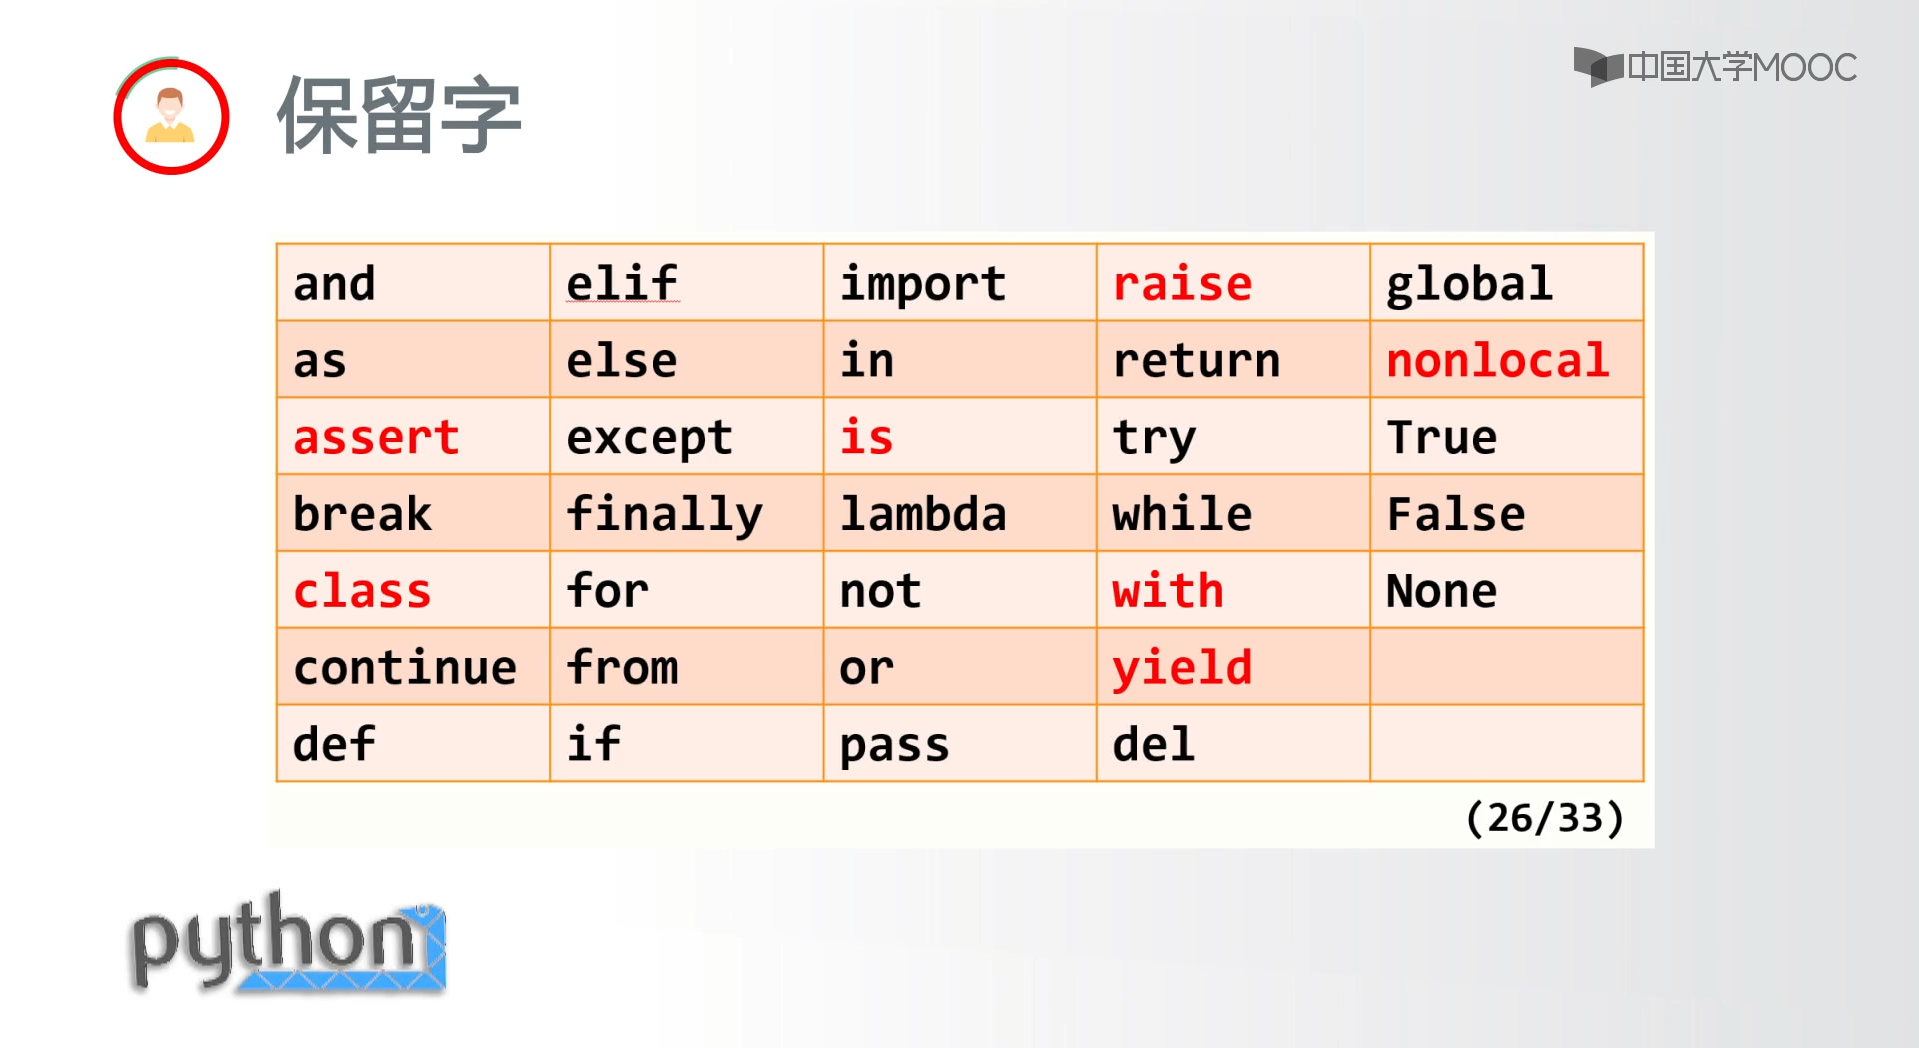 保留字
中国大学MOOC
and elif import raise global
as else in return nonlocal
assert except is try True
break finally lambda while False
class for not with None
continue from or yield
def if pass del
(26/33)
python